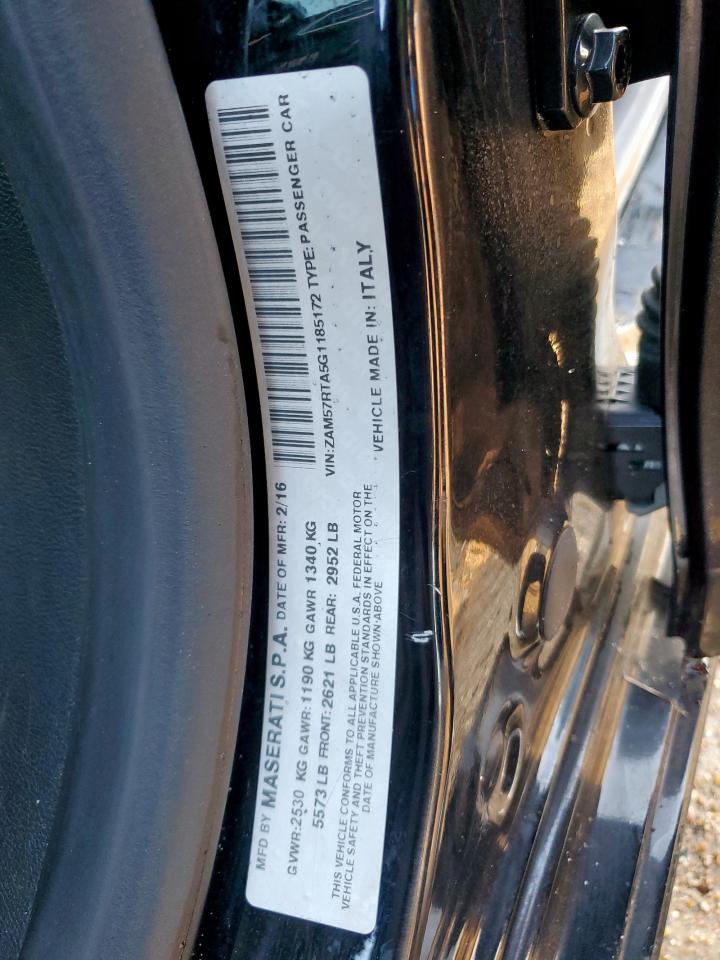 MFD BY MASERATI S.P.A. DATE OF MFR: 2/16
GVWR:2530 KG GAWR:1190 KG GAWR 1340 KG
5573 LB FRONT:2621 LB REAR: 2952 LB
THIS VEHICLE CONFORMS TO ALL APPLICABLE U.S.A. FEDERAL MOTOR
VEHICLE SAFETY AND THEFT PREVENTION STANDARDS IN EFFECT ON THE
DATE OF MANUFACTURE SHOWN ABOVE
VIN:ZAM57RTA5G1185172 TYPE: PASSENGER CAR
VEHICLE MADE IN: ITALY